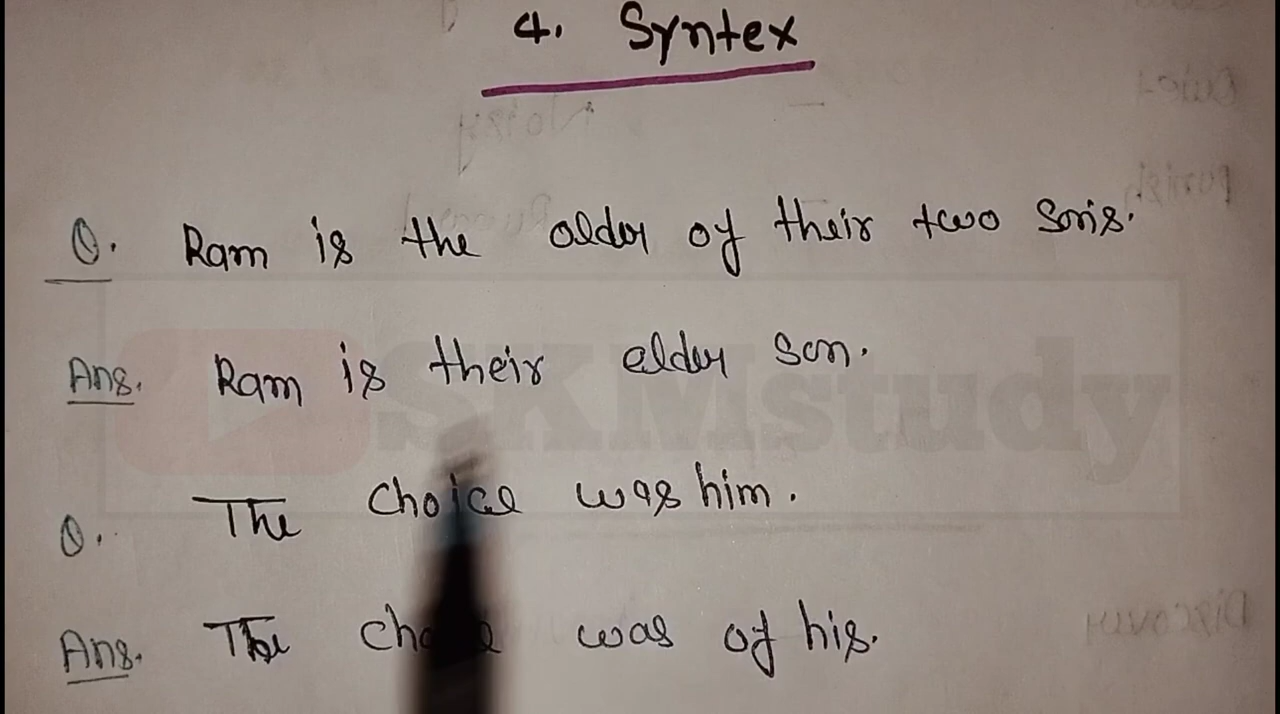 4. Syntex
Q. Ram is the older of their two sons.
Ans. Ram is their elder son.
Q. The choice was him.
Ans. The was of his.
SKMstudy